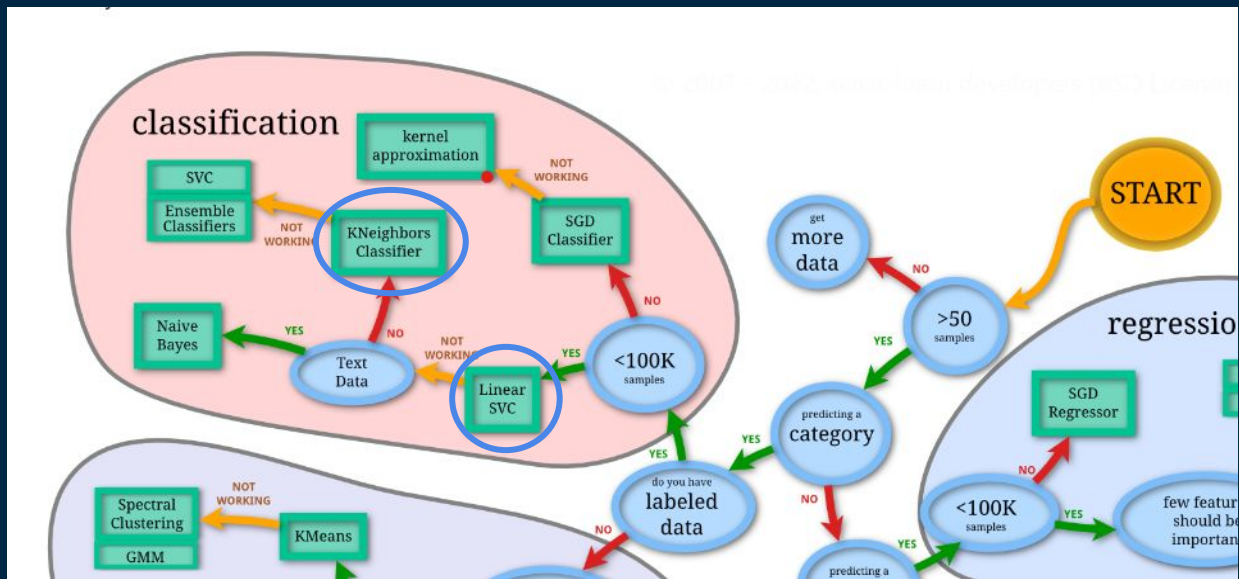 classification
kernel
approximation
NOT
WORKING
SVC
Ensemble
Classifiers
NOT
WORKING
KNeighbors
Classifier
SGD
Classifier
NO
Naive
Bayes
YES
NO
Text
Data
NOT
WORKING
Linear
SVC
YES
<100K
samples
START
get
more
data
NO
>50
samples
YES
predicting a
category
YES
NO
YES
do you have
labeled
data
NO
YES
predicting a
regressio
SGD
Regressor
NO
<100K
samples
YES
few featur
should be
importan
NOT
WORKING
Spectral
Clustering
GMM
KMeans